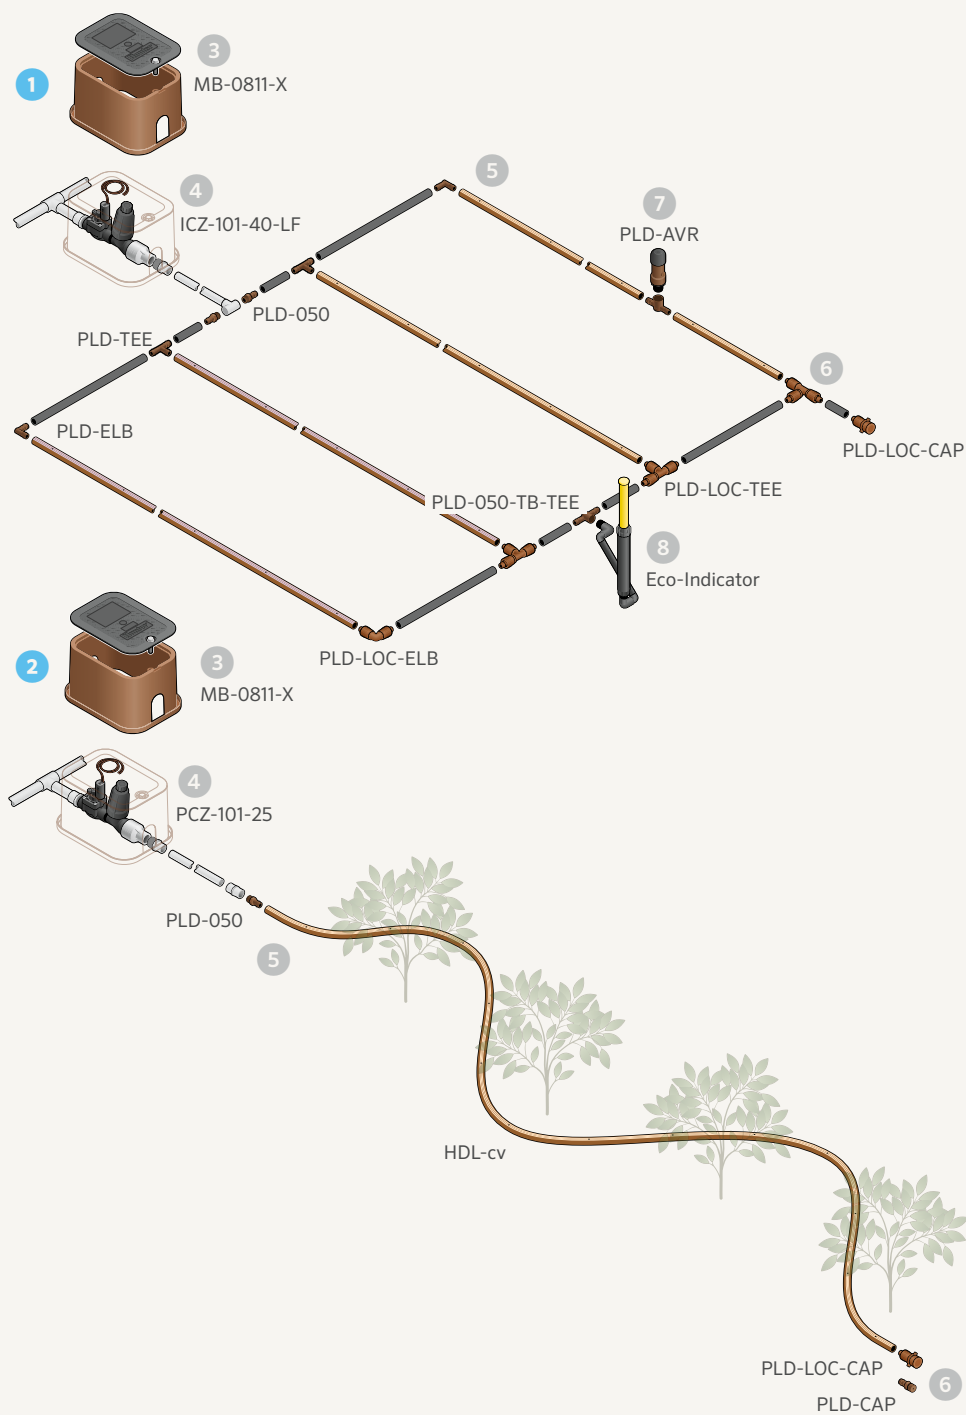 1
3
MB-0811-X
4
ICZ-101-40-LF
5
7
PLD-AVR
PLD-050
PLD-TEE
6
PLD-ELB
PLD-LOC-CAP
PLD-LOC-TEE
PLD-050-TB-TEE
8
Eco-Indicator
PLD-LOC-ELB
2
3
MB-0811-X
4
PCZ-101-25
PLD-050
5
HDL-cv
PLD-LOC-CAP
6
PLD-CAP